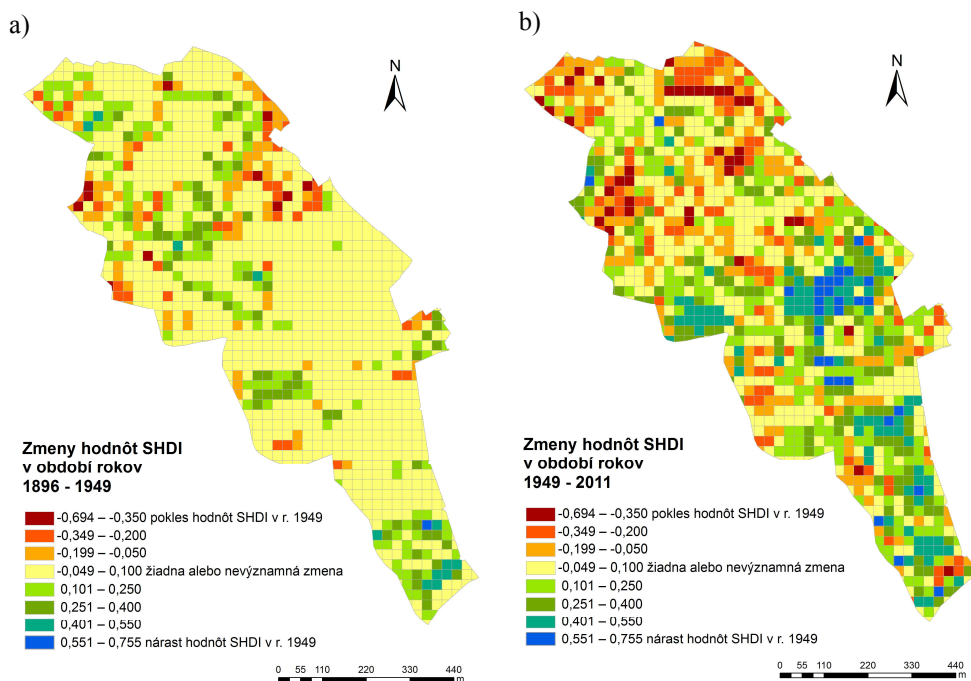 a)
N
Zmeny hodnôt SHDI
v období rokov
1896 - 1949
-0,694 – -0,350 pokles hodnôt SHDI v r. 1949
-0,349 – -0,200
-0,199 – -0,050
-0,049 – 0,100 žiadna alebo nevýznamná zmena
0,101 – 0,250
0,251 – 0,400
0,401 – 0,550
0,551 – 0,755 nárast hodnôt SHDI v r. 1949
0 55 110 220 330 440
m
b)
N
Zmeny hodnôt SHDI
v období rokov
1949 - 2011
-0,694 – -0,350 pokles hodnôt SHDI v r. 1949
-0,349 – -0,200
-0,199 – -0,050
-0,049 – 0,100 žiadna alebo nevýznamná zmena
0,101 – 0,250
0,251 – 0,400
0,401 – 0,550
0,551 – 0,755 nárast hodnôt SHDI v r. 1949
0 55 110 220 330 440
m